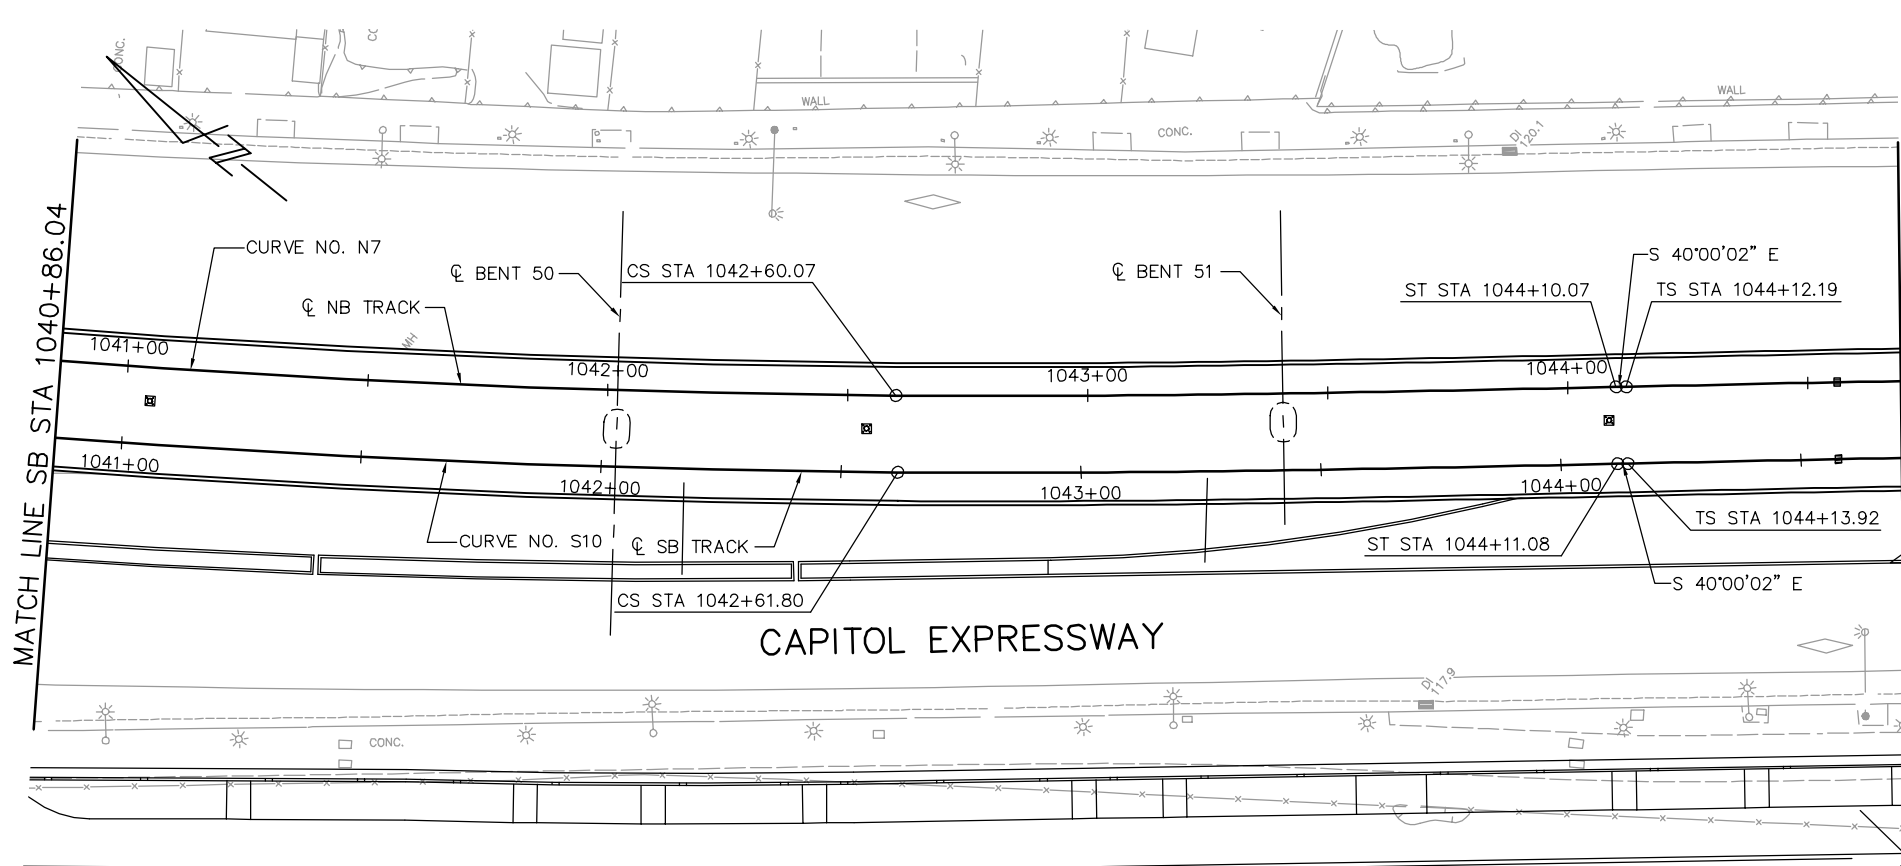 CONC.
CO
WALL
WALL
CONC.
DI
120.1
MATCH LINE SB STA 1040+86.04
CURVE NO. N7
℄ BENT 50
CS STA 1042+60.07
℄ BENT 51
S 40°00'02" E
ST STA 1044+10.07
TS STA 1044+12.19
℄ NB TRACK
MH
1041+00
1042+00
1043+00
1044+00
1041+00
1042+00
1043+00
1044+00
CURVE NO. S10
℄ SB TRACK
ST STA 1044+11.08
TS STA 1044+13.92
CS STA 1042+61.80
S 40°00'02" E
CAPITOL EXPRESSWAY
DI
117.9
CONC.